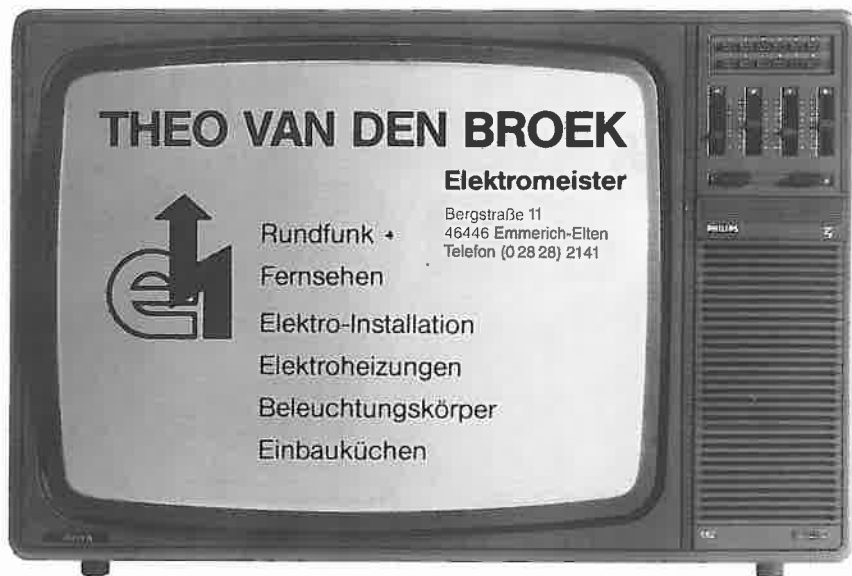 THEO VAN DEN BROEK
Elektromeister
Bergstraße 11
46446 Emmerich-Elten
Telefon (0 28 28) 2141
Rundfunk
Fernsehen
Elektro-Installation
Elektroheizungen
Beleuchtungskörper
Einbauküchen
PHILIPS